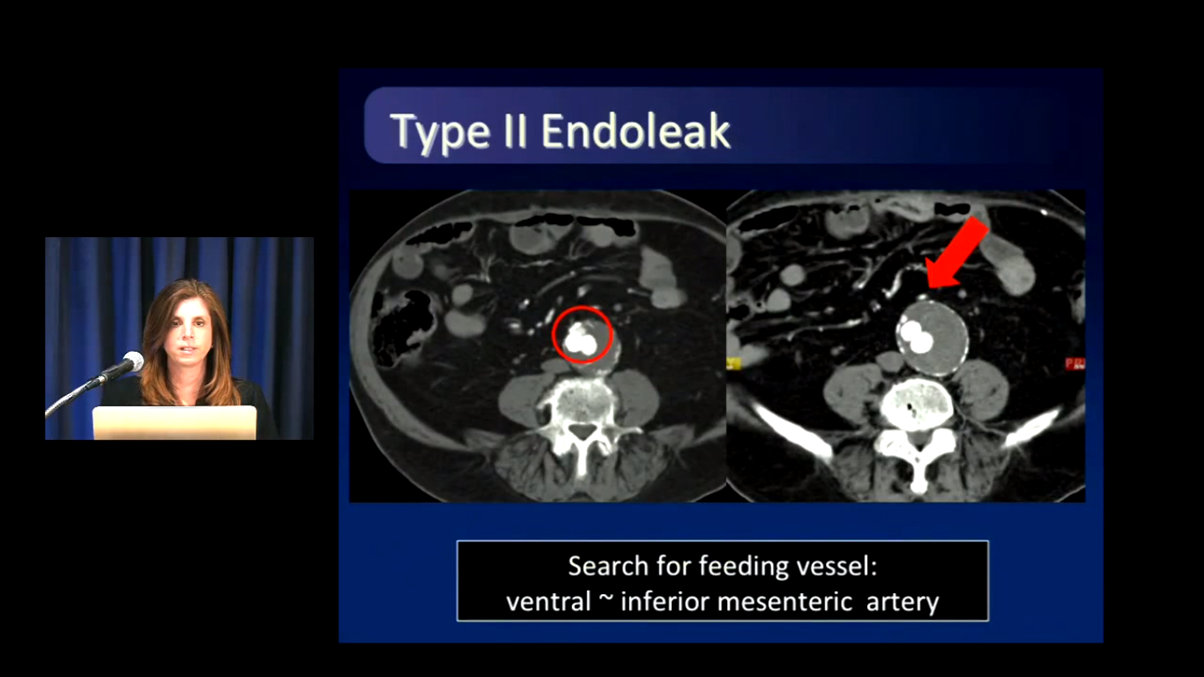 Type II Endoleak
Search for feeding vessel:
ventral ~ inferior mesenteric artery